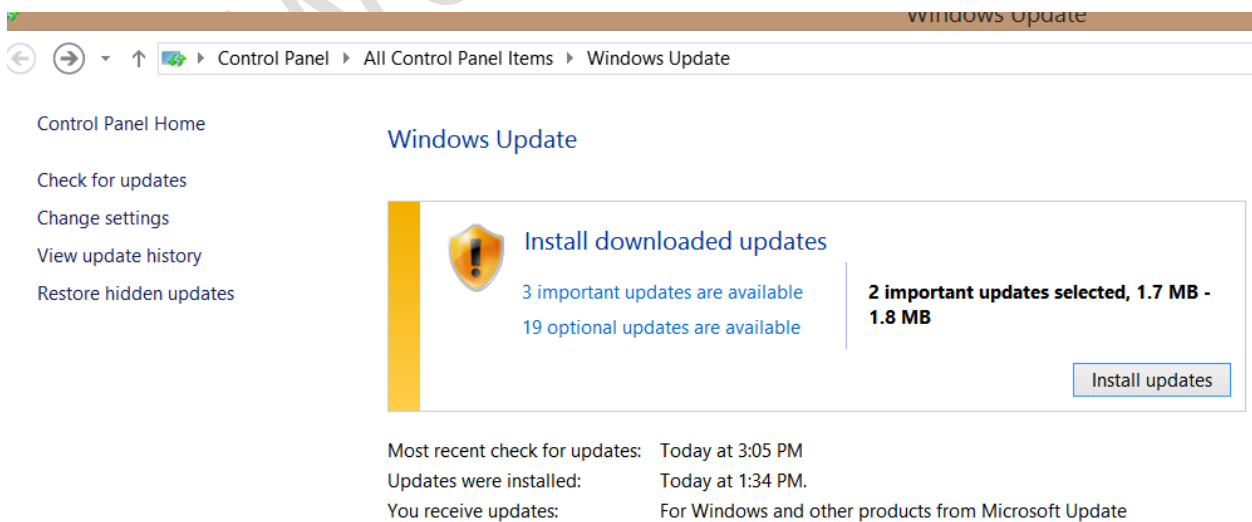 Windows Update
Control Panel All Control Panel Items Windows Update
Control Panel Home
Check for updates
Change settings
View update history
Restore hidden updates
Windows Update
Install downloaded updates
3 important updates are available
19 optional updates are available
2 important updates selected, 1.7 MB -
1.8 MB
Install updates
Most recent check for updates: Today at 3:05 PM
Updates were installed: Today at 1:34 PM.
You receive updates: For Windows and other products from Microsoft Update